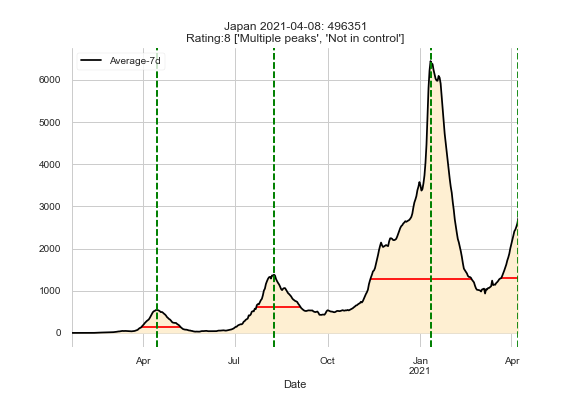 Japan 2021-04-08: 496351
Rating:8 ['Multiple peaks', 'Not in control']
Average-7d
6000
5000
4000
3000
2000
1000
0
Apr
Jul
Oct
Jan
2021
Apr
Date